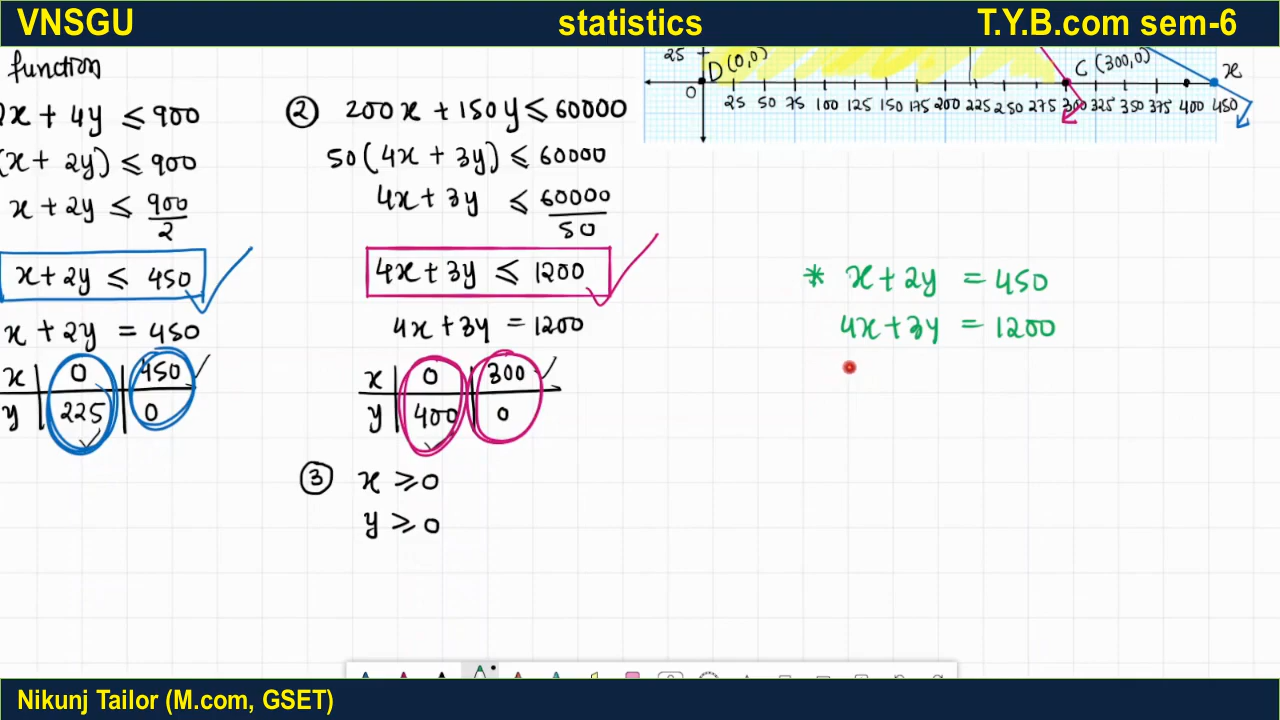 VNSGU statistics T.Y.B.com sem-6
function
x + 4y ≤ 900
(x + 2y) ≤ 900
x + 2y ≤ 900/2
x + 2y ≤ 450
x + 2y = 450
x | 0 | 450
y | 225 | 0
② 200x + 150y ≤ 60000
50(4x + 3y) ≤ 60000
4x + 3y ≤ 60000/50
4x + 3y ≤ 1200
4x + 3y = 1200
x | 0 | 300
y | 400 | 0
③ x ≥ 0
y ≥ 0
25
D(0,0) C(300,0) x
0 25 50 75 100 125 150 175 200 225 250 275 300 325 350 375 400 450
* x + 2y = 450
4x + 3y = 1200
Nikunj Tailor (M.com, GSET)